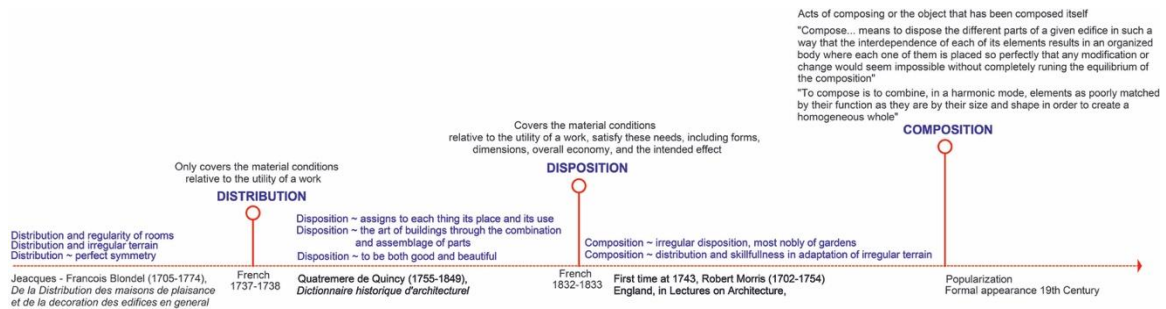 Acts of composing or the object that has been composed itself
"Compose... means to dispose the different parts of a given edifice in such a
way that the interdependence of each of its elements results in an organized
body where each one of them is placed so perfectly that any modification or
change would seem impossible without completely runing the equilibrium of
the composition"
"To compose is to combine, in a harmonic mode, elements as poorly matched
by their function as they are by their size and shape in order to create a
homogeneous whole"
COMPOSITION
Covers the material conditions
relative to the utility of a work, satisfy these needs, including forms,
dimensions, overall economy, and the intended effect
DISPOSITION
Only covers the material conditions
relative to the utility of a work
DISTRIBUTION
Distribution and regularity of rooms
Distribution and irregular terrain
Distribution ~ perfect symmetry
Disposition ~ assigns to each thing its place and its use
Disposition ~ the art of buildings through the combination
and assemblage of parts
Disposition ~ to be both good and beautiful
Composition ~ irregular disposition, most nobly of gardens
Composition ~ distribution and skillfullness in adaptation of irregular terrain
Jeacques - Francois Blondel (1705-1774),
De la Distribution des maisons de plaisance
et de la decoration des edifices en general
French
1737-1738
Quatremere de Quincy (1755-1849),
Dictionnaire historique d'architecturel
French
1832-1833
First time at 1743, Robert Morris (1702-1754)
England, in Lectures on Architecture,
Popularization
Formal appearance 19th Century